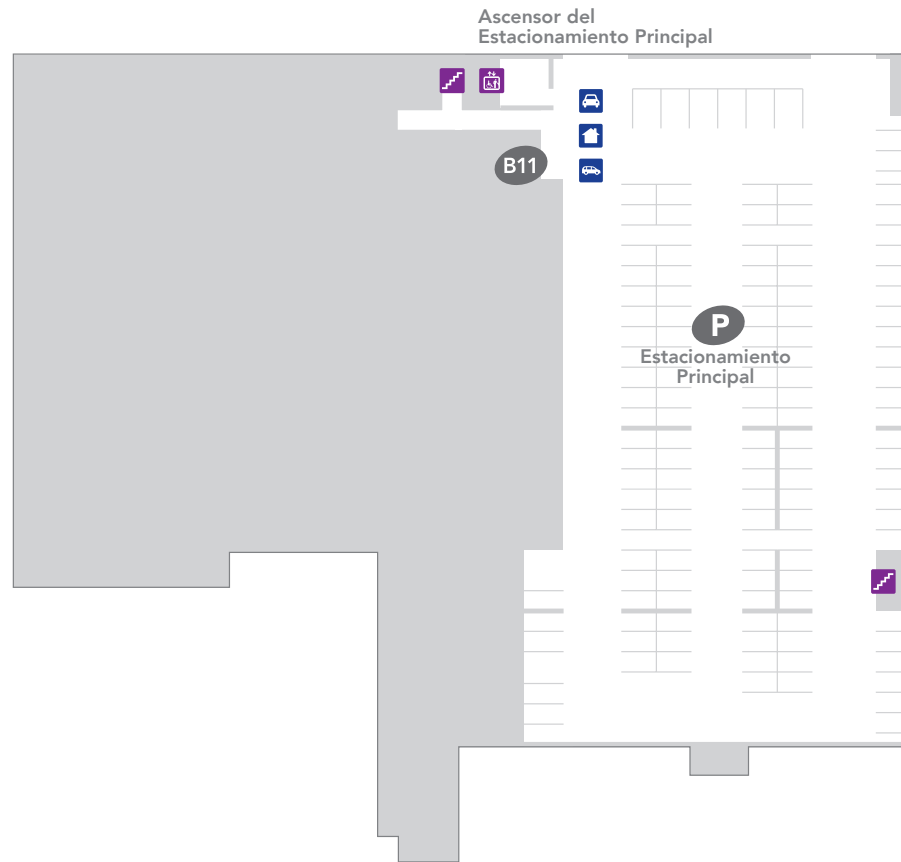 Ascensor del
Estacionamiento Principal
B11
P
Estacionamiento
Principal